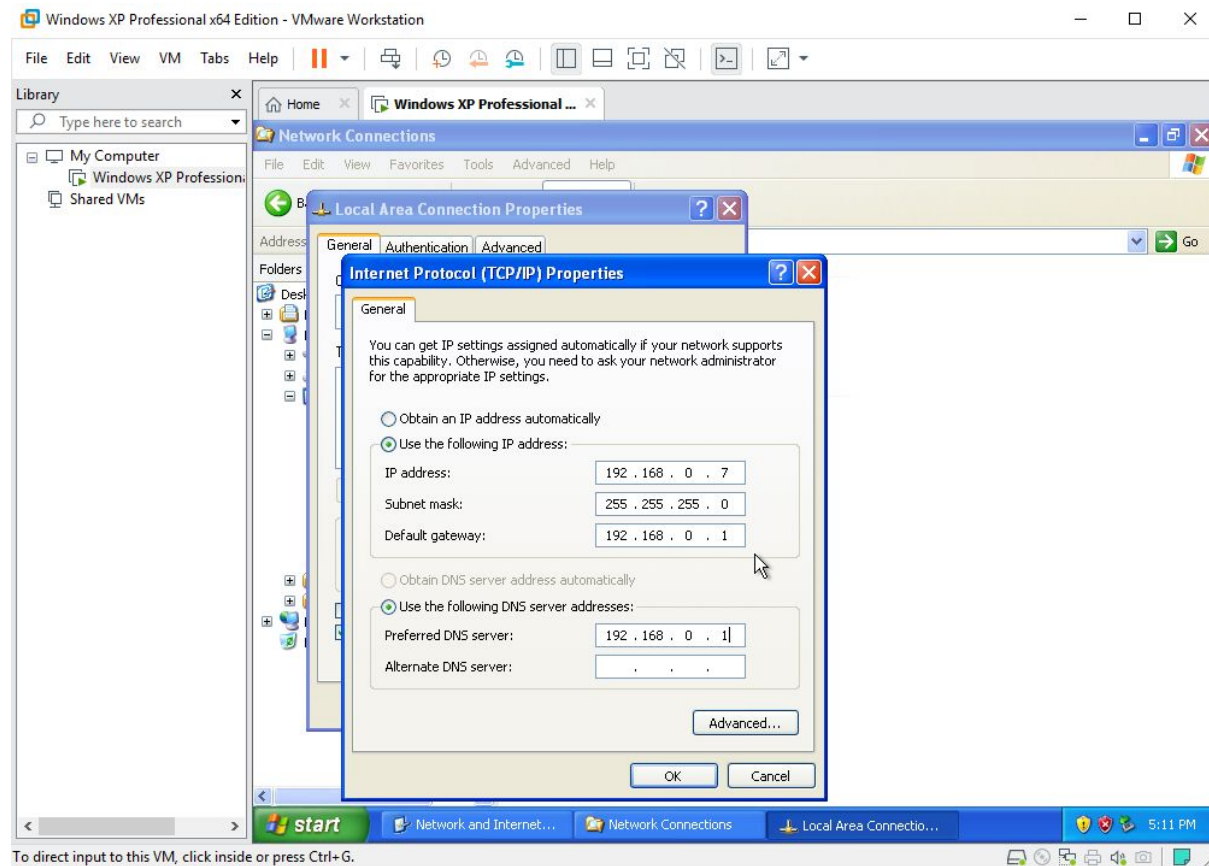 Windows XP Professional x64 Edition - VMware Workstation
File Edit View VM Tabs Help
Library
Type here to search
My Computer
Windows XP Profession
Shared VMs
Home
Windows XP Professional ...
Network Connections
File Edit View Favorites Tools Advanced Help
Local Area Connection Properties
Address
Go
General Authentication Advanced
Folders
Internet Protocol (TCP/IP) Properties
General
You can get IP settings assigned automatically if your network supports
this capability. Otherwise, you need to ask your network administrator
for the appropriate IP settings.
Obtain an IP address automatically
Use the following IP address:
IP address: 192 . 168 . 0 . 7
Subnet mask: 255 . 255 . 255 . 0
Default gateway: 192 . 168 . 0 . 1
Obtain DNS server address automatically
Use the following DNS server addresses:
Preferred DNS server: 192 . 168 . 0 . 1
Alternate DNS server: . . .
Advanced...
OK Cancel
start
Network and Internet...
Network Connections
Local Area Connectio...
5:11 PM
To direct input to this VM, click inside or press Ctrl+G.